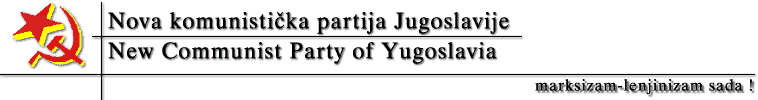 Nova komunistička partija Jugoslavije
New Communist Party of Yugoslavia
marksizam-lenjinizam sada !